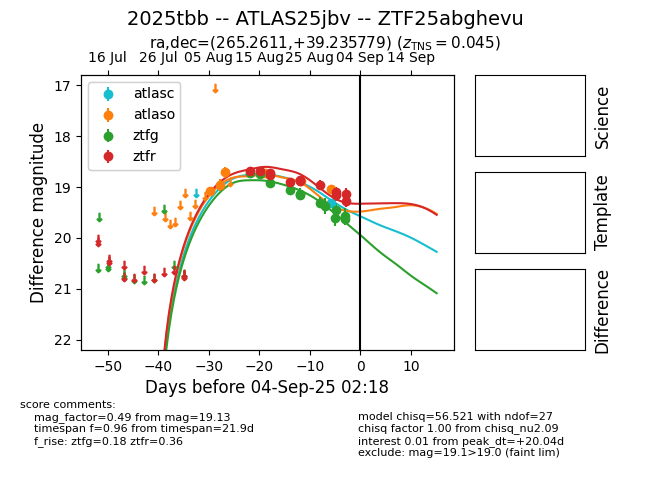 2025tbb -- ATLAS25jbv -- ZTF25abghevu
ra,dec=(265.2611,+39.235779) (zTNS = 0.045)
16 Jul 26 Jul 05 Aug 15 Aug 25 Aug 04 Sep 14 Sep
17
18
19
20
21
22
Difference magnitude
atlasc
atlaso
ztfg
ztfr
−50 −40 −30 −20 −10 0 10
Days before 04-Sep-25 02:18
Science
Template
Difference
score comments:
mag_factor=0.49 from mag=19.13
timespan f=0.96 from timespan=21.9d
f_rise: ztfg=0.18 ztfr=0.36
model chisq=56.521 with ndof=27
chisq factor 1.00 from chisq_nu2.09
interest 0.01 from peak_dt=+20.04d
exclude: mag=19.1>19.0 (faint lim)